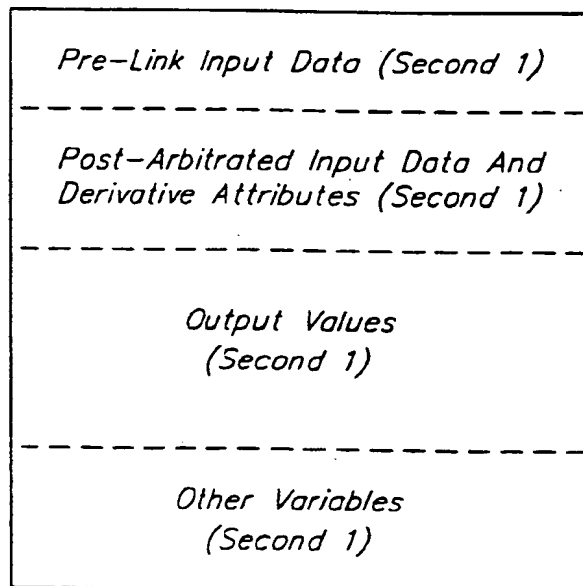 Pre-Link Input Data (Second 1)
Post-Arbitrated Input Data And
Derivative Attributes (Second 1)
Output Values
(Second 1)
Other Variables
(Second 1)